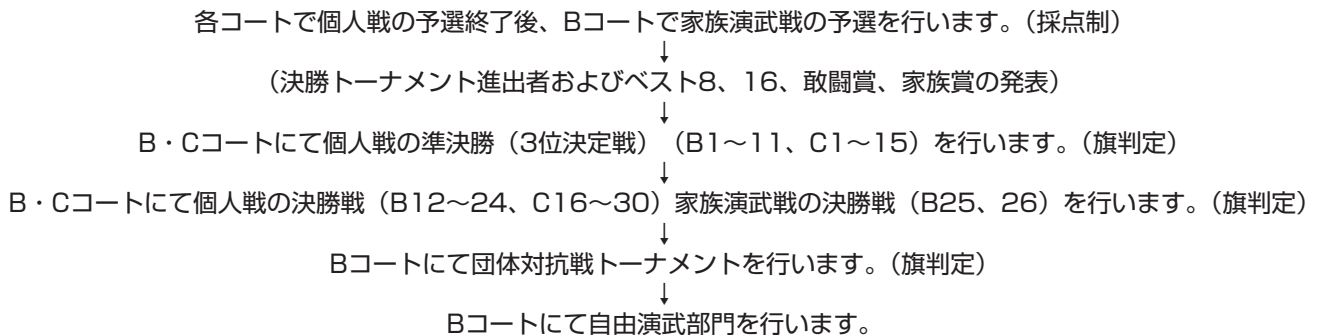 各コートで個人戦の予選終了後、Bコートで家族演武戦の予選を行います。（採点制）
↓
（決勝トーナメント進出者およびベスト8、16、敢闘賞、家族賞の発表）
↓
B・Cコートにて個人戦の準決勝（3位決定戦）（B1～11、C1～15）を行います。（旗判定）
↓
B・Cコートにて個人戦の決勝戦（B12～24、C16～30）家族演武戦の決勝戦（B25、26）を行います。（旗判定）
↓
Bコートにて団体対抗戦トーナメントを行います。（旗判定）
↓
Bコートにて自由演武部門を行います。